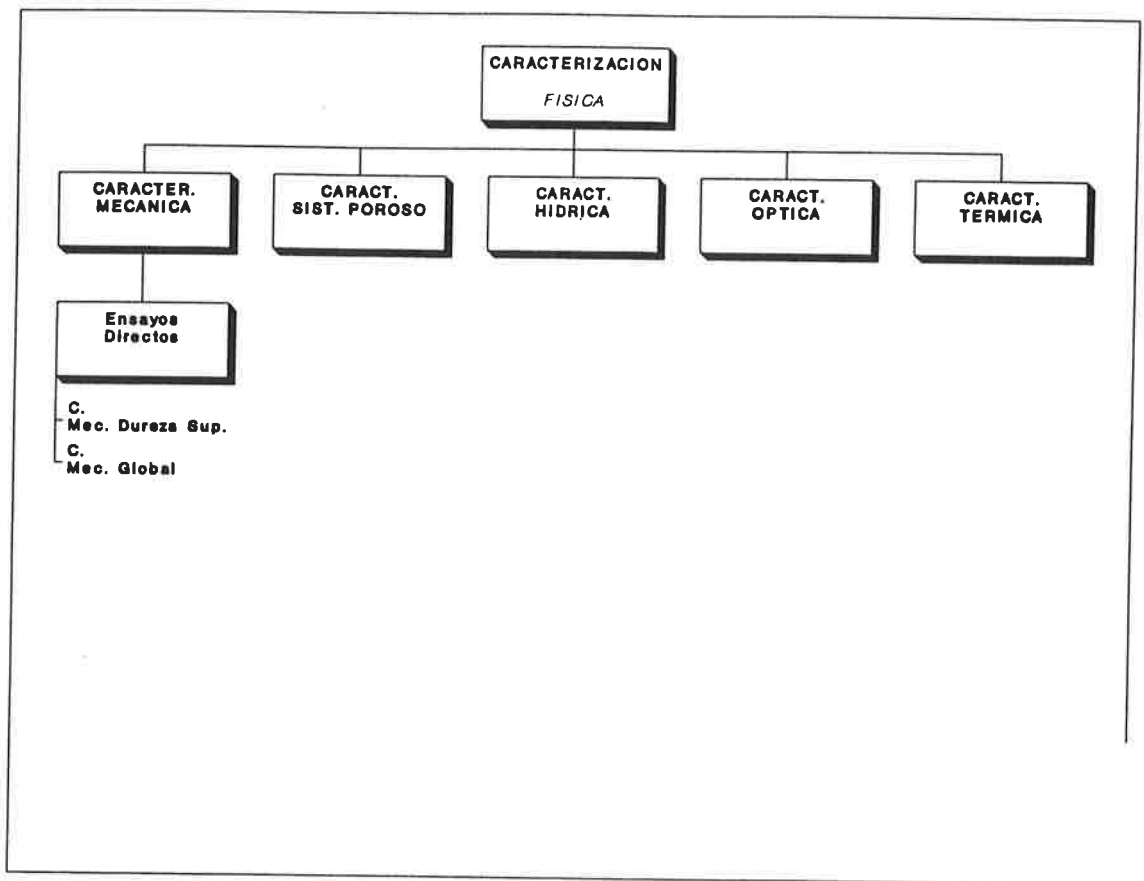 CARACTERIZACION
FISICA
CARACTER.
MECANICA
CARACT.
SIST. POROSO
CARACT.
HIDRICA
CARACT.
OPTICA
CARACT.
TERMICA
Ensayos
Directos
C.
Mec. Dureza Sup.
C.
Mec. Global